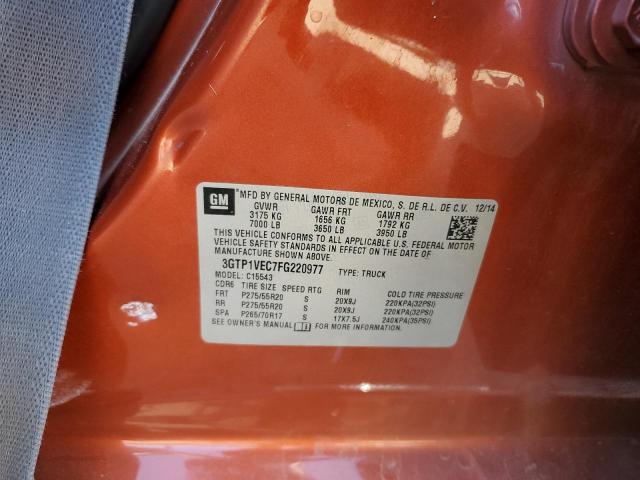 GM
MFD BY GENERAL MOTORS DE MEXICO, S. DE R.L. DE C.V. 12/14
GVWR GAWR FRT GAWR RR
3175 KG 1656 KG 1792 KG
7000 LB 3650 LB 3950 LB
THIS VEHICLE CONFORMS TO ALL APPLICABLE U.S. FEDERAL MOTOR
VEHICLE SAFETY STANDARDS IN EFFECT ON THE DATE OF
MANUFACTURE SHOWN ABOVE.
3GTP1VEC7FG220977 TYPE: TRUCK
MODEL: C15543
CDR6 TIRE SIZE SPEED RTG RIM COLD TIRE PRESSURE
FRT P275/55R20 S 20X9J 220KPA(32PSI)
RR P275/55R20 S 20X9J 220KPA(32PSI)
SPA P265/70R17 S 17X7.5J 240KPA(35PSI)
SEE OWNER'S MANUAL FOR MORE INFORMATION.